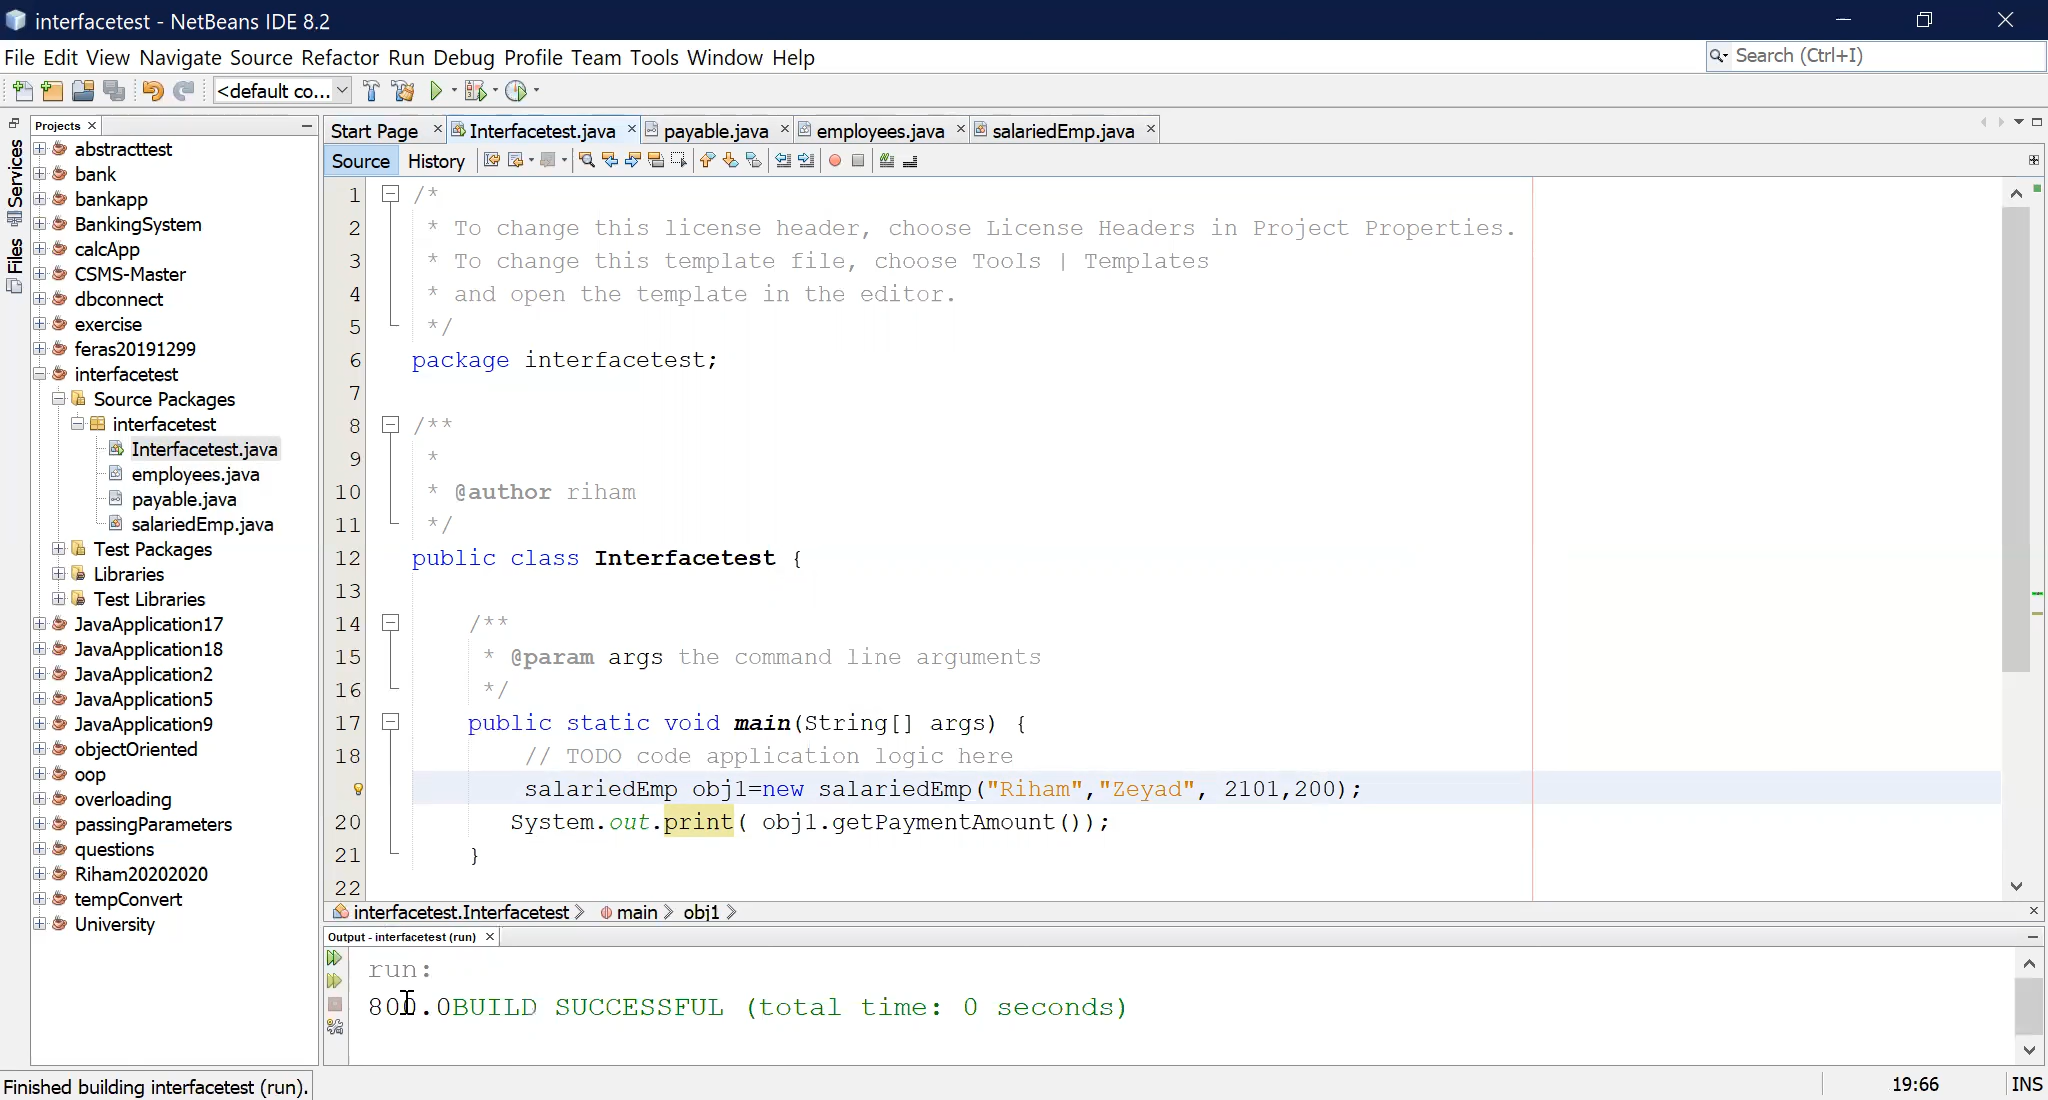 interfacetest - NetBeans IDE 8.2
File Edit View Navigate Source Refactor Run Debug Profile Team Tools Window Help
Search (Ctrl+I)
<default co...
Services
Files
Projects
abstracttest
bank
bankapp
BankingSystem
calcApp
CSMS-Master
dbconnect
exercise
feras20191299
interfacetest
Source Packages
interfacetest
Interfacetest.java
employees.java
payable.java
salariedEmp.java
Test Packages
Libraries
Test Libraries
JavaApplication17
JavaApplication18
JavaApplication2
JavaApplication5
JavaApplication9
objectOriented
oop
overloading
passingParameters
questions
Riham20202020
tempConvert
University
Start Page Interfacetest.java payable.java employees.java salariedEmp.java
Source History
1 /*
2 * To change this license header, choose License Headers in Project Properties.
3 * To change this template file, choose Tools | Templates
4 * and open the template in the editor.
5 */
6 package interfacetest;
7
8 /**
9 *
10 * @author riham
11 */
12 public class Interfacetest {
13
14 /**
15 * @param args the command line arguments
16 */
17 public static void main(String[] args) {
18 // TODO code application logic here
salariedEmp obj1=new salariedEmp("Riham","Zeyad", 2101,200);
20 System.out.print( obj1.getPaymentAmount());
21 }
22
interfacetest.Interfacetest main obj1
Output - interfacetest (run)
run:
800.0BUILD SUCCESSFUL (total time: 0 seconds)
Finished building interfacetest (run).
19:66 INS